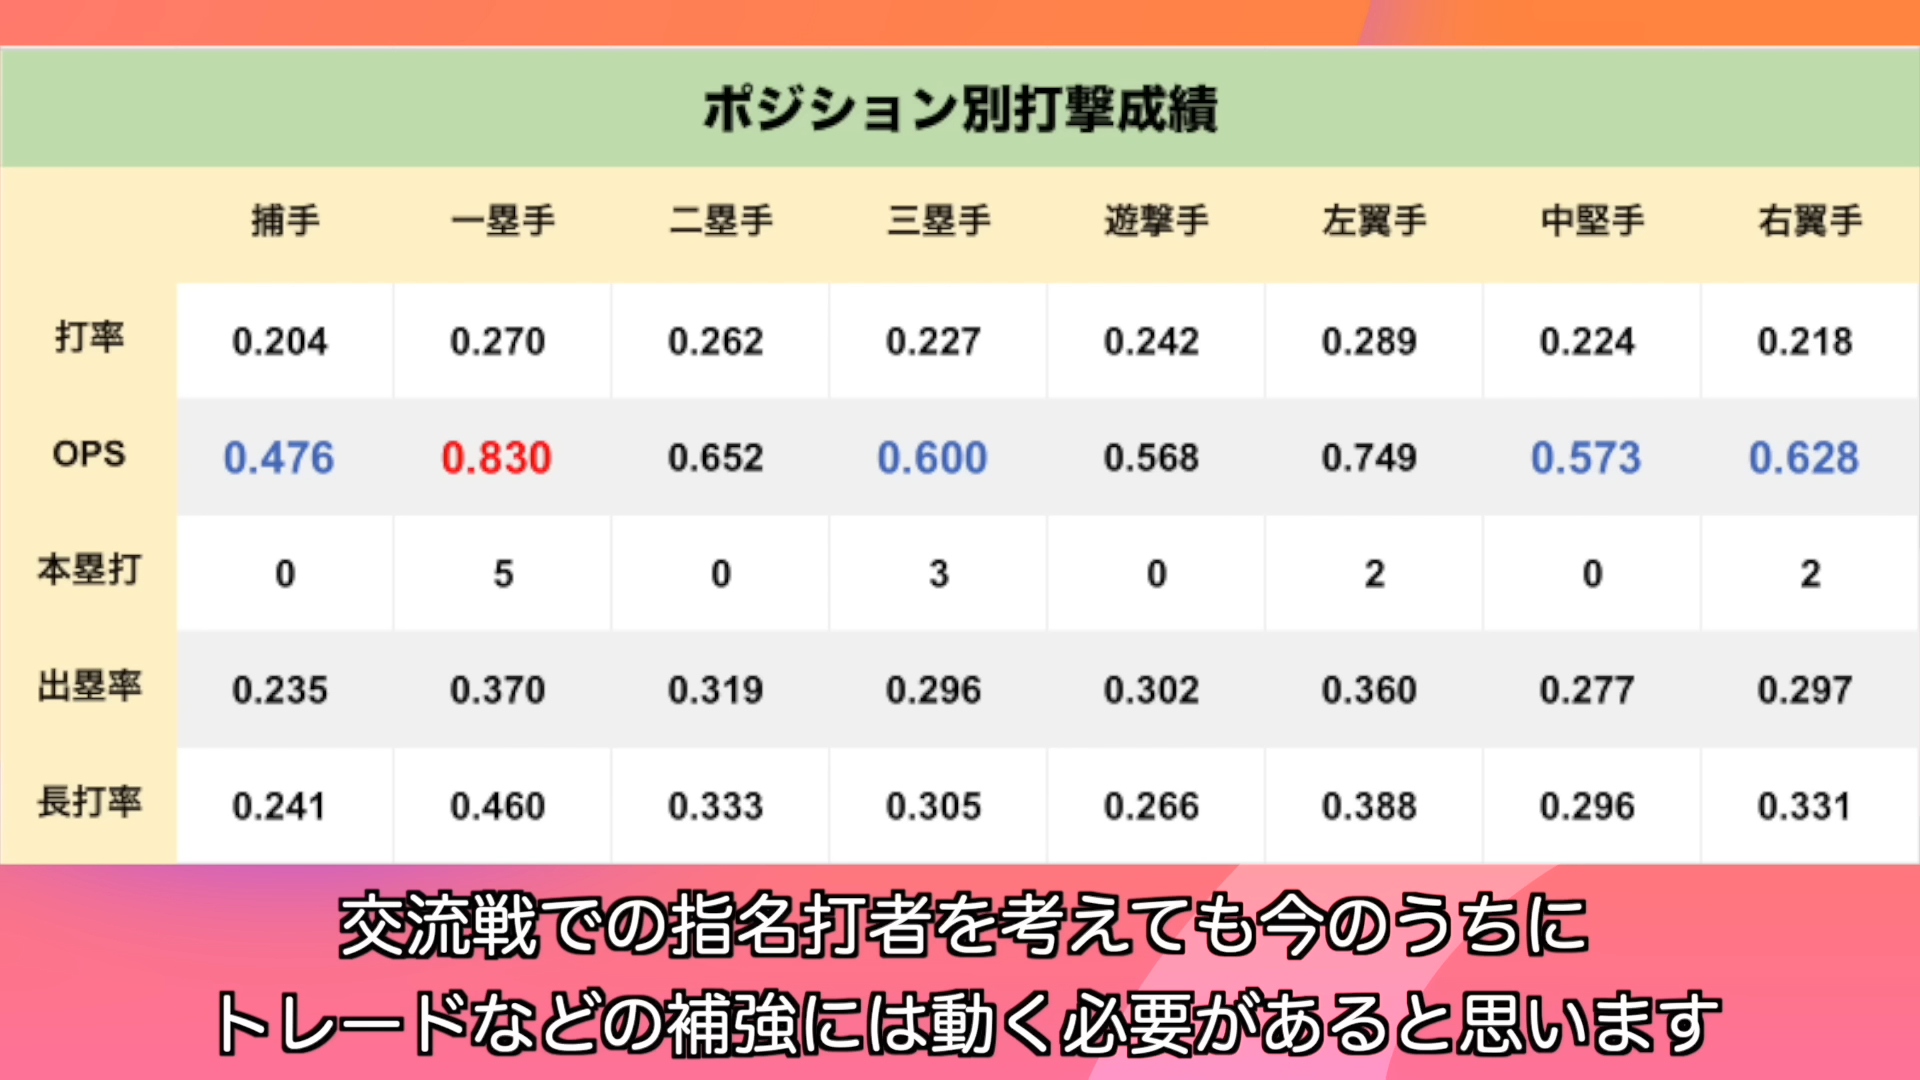 ポジション別打撃成績
捕手 一塁手 二塁手 三塁手 遊撃手 左翼手 中堅手 右翼手
打率 0.204 0.270 0.262 0.227 0.242 0.289 0.224 0.218
OPS 0.476 0.830 0.652 0.600 0.568 0.749 0.573 0.628
本塁打 0 5 0 3 0 2 0 2
出塁率 0.235 0.370 0.319 0.296 0.302 0.360 0.277 0.297
長打率 0.241 0.460 0.333 0.305 0.266 0.388 0.296 0.331
交流戦での指名打者を考えても今のうちに
トレードなどの補強には動く必要があると思います